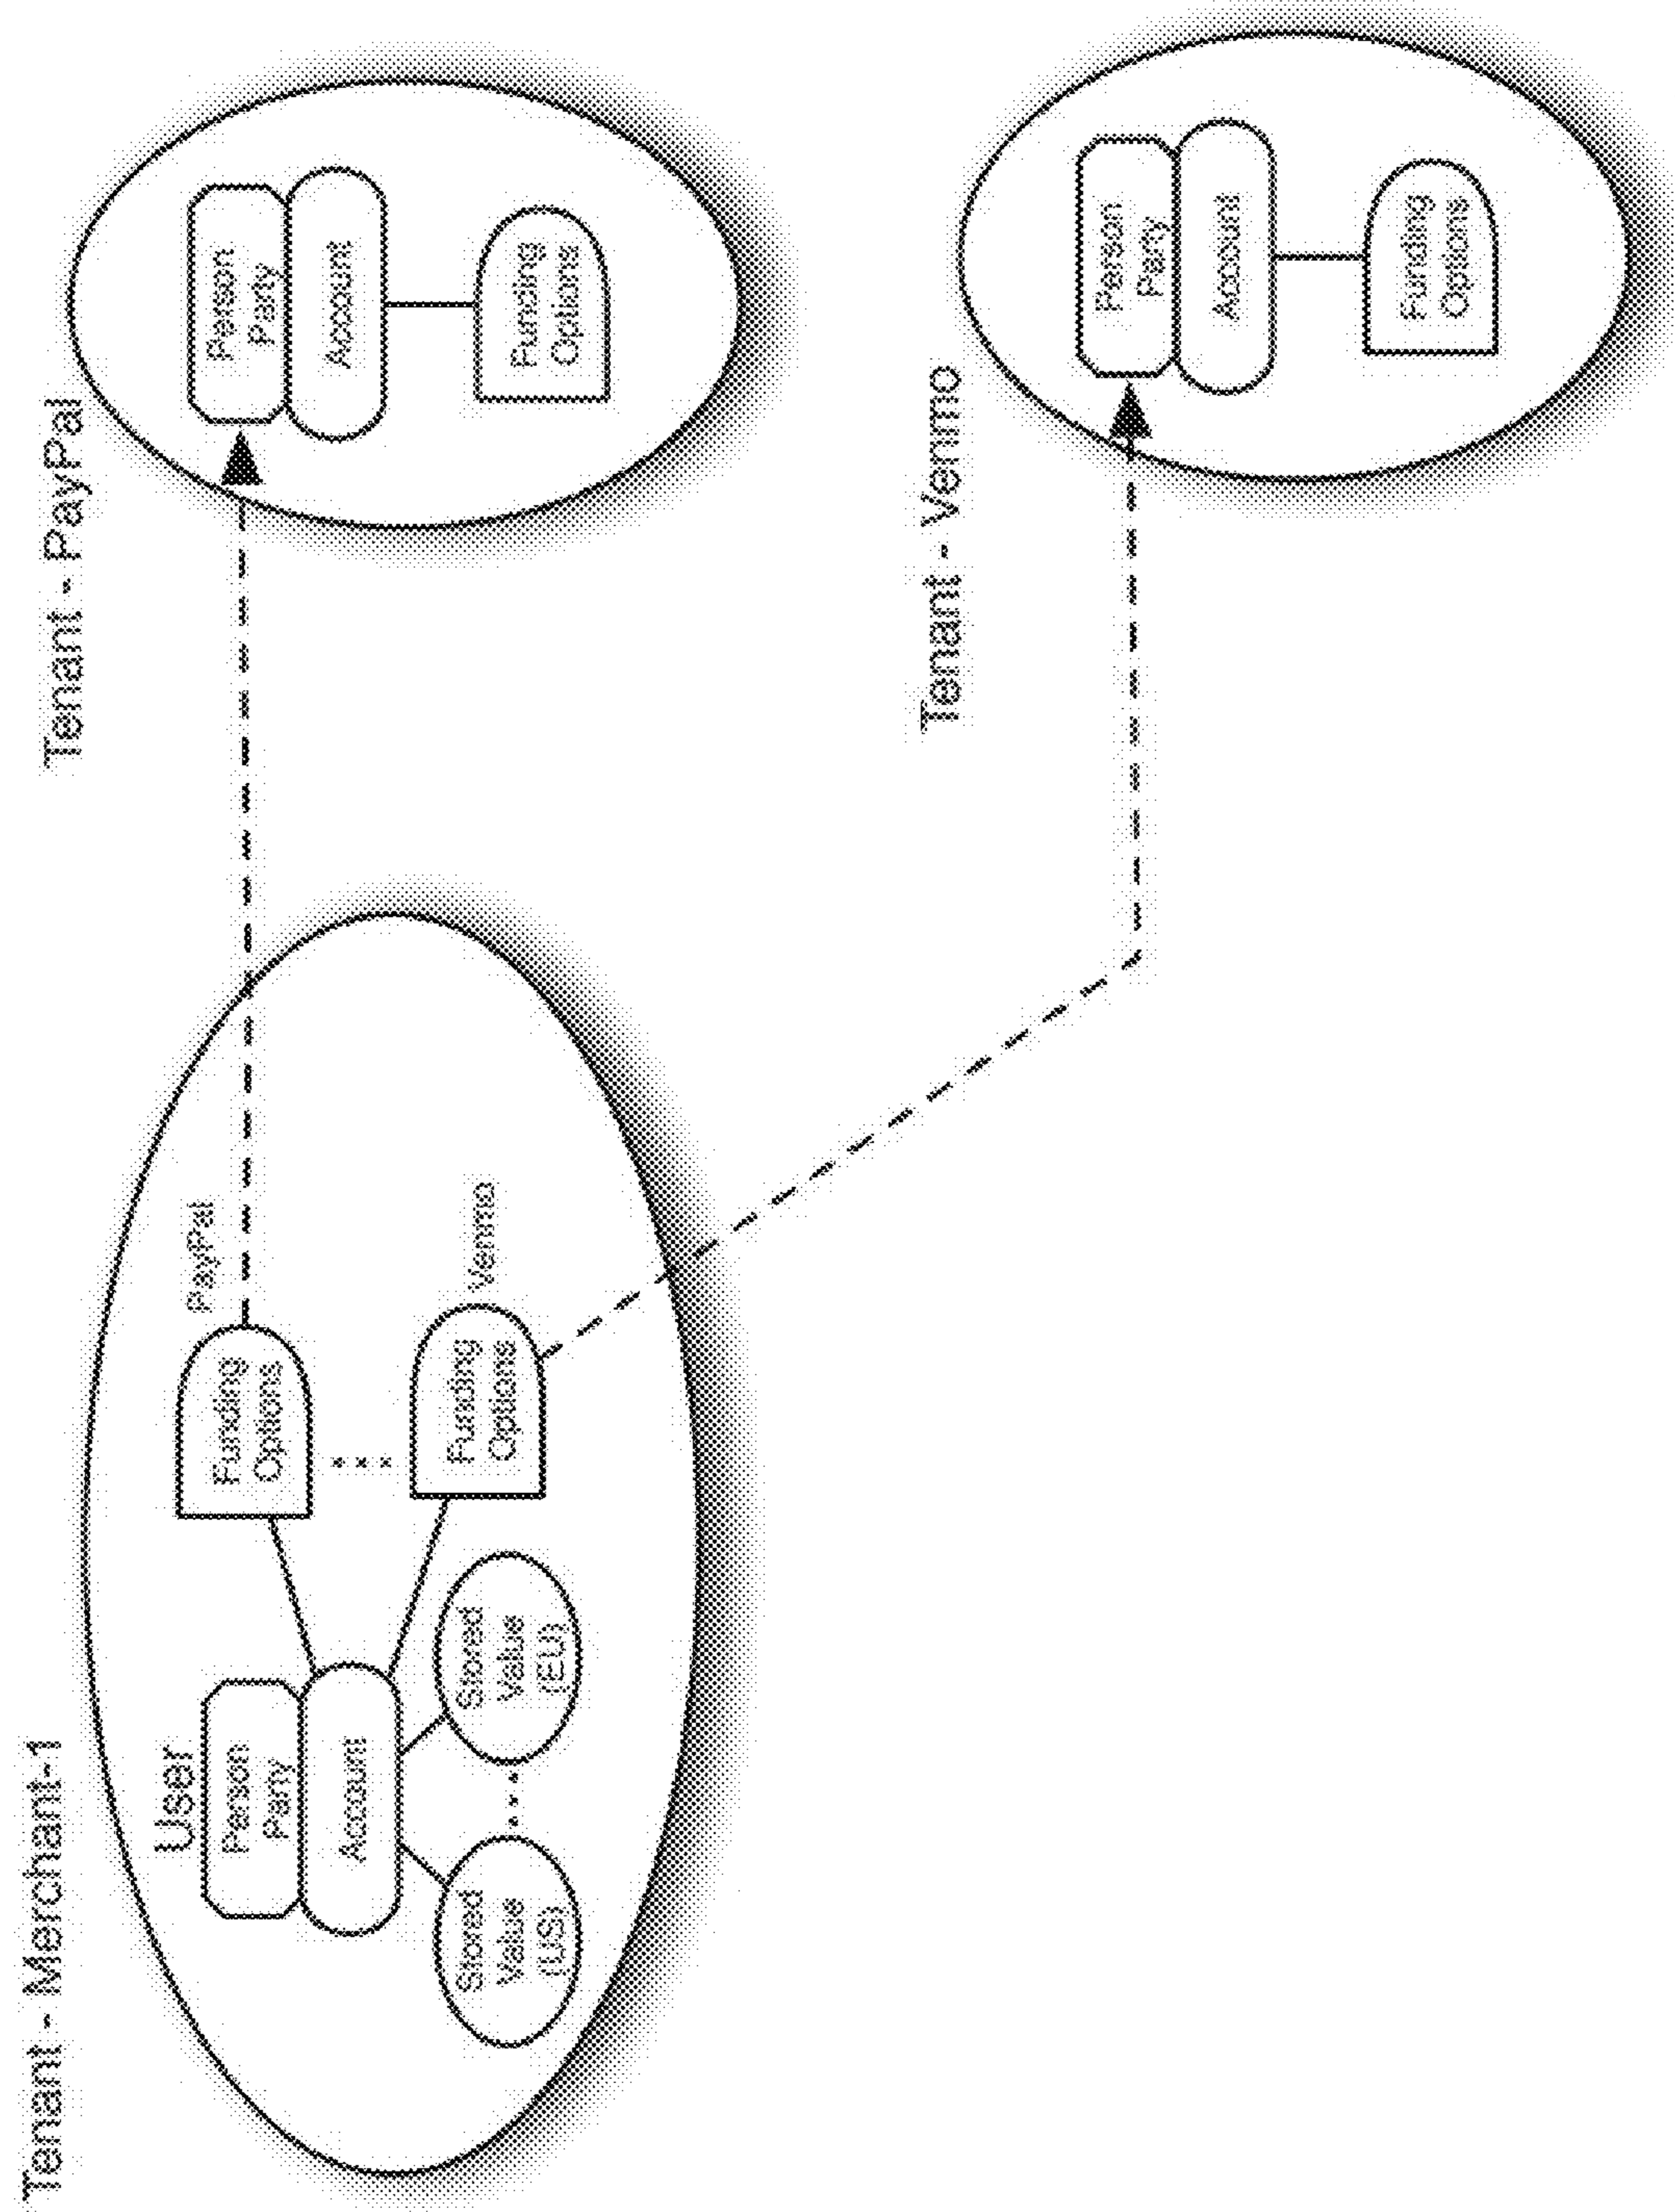 Tenant - Merchant-1
User
Person
Party
Account
Stored
Value
(US)
Stored
Value
(EU)
Funding
Options
PayPal
Funding
Options
Venmo
Tenant - PayPal
Person
Party
Account
Funding
Options
Tenant - Venmo
Person
Party
Account
Funding
Options